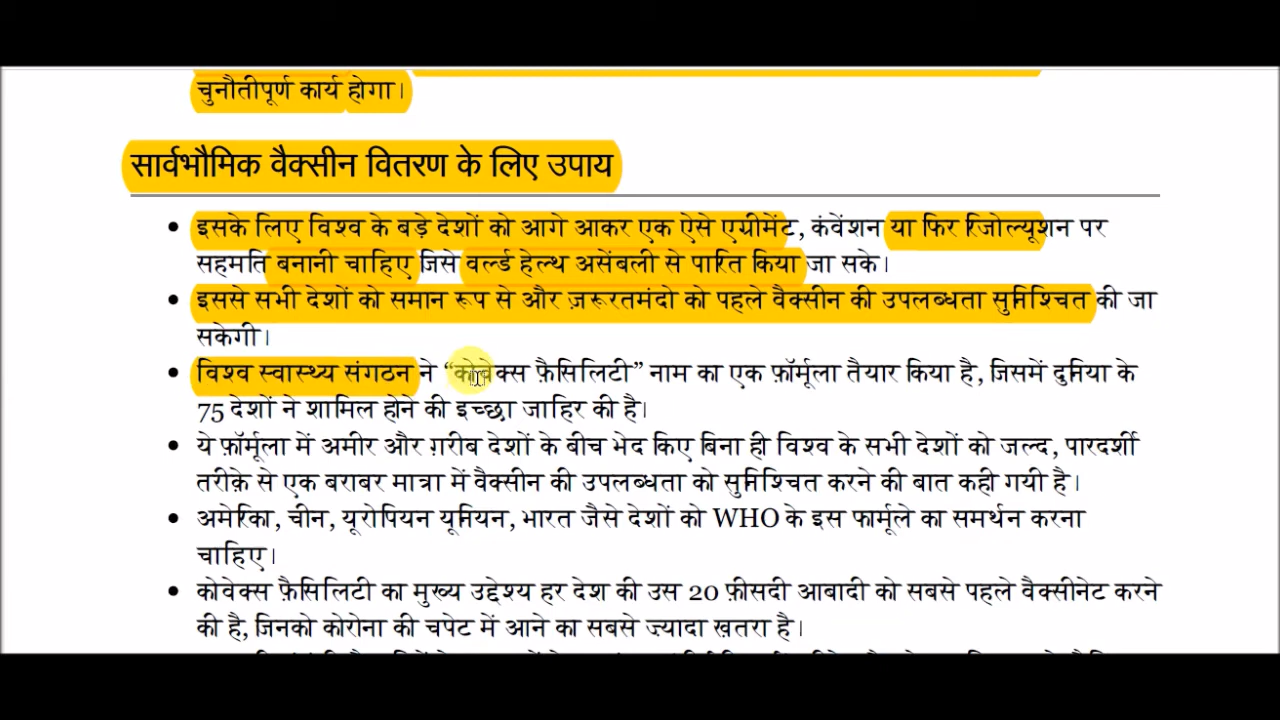 चुनौतीपूर्ण कार्य होगा।
सार्वभौमिक वैक्सीन वितरण के लिए उपाय
• इसके लिए विश्व के बड़े देशों को आगे आकर एक ऐसे एग्रीमेंट, कंवेंशन या फिर रिजोल्यूशन पर
सहमति बनानी चाहिए जिसे वर्ल्ड हेल्थ असेंबली से पारित किया जा सके।
• इससे सभी देशों को समान रूप से और ज़रूरतमंदो को पहले वैक्सीन की उपलब्धता सुनिश्चित की जा
सकेगी।
• विश्व स्वास्थ्य संगठन ने “कोवेक्स फ़ैसिलिटी” नाम का एक फ़ॉर्मूला तैयार किया है, जिसमें दुनिया के
75 देशों ने शामिल होने की इच्छा जाहिर की है।
• ये फ़ॉर्मूला में अमीर और ग़रीब देशों के बीच भेद किए बिना ही विश्व के सभी देशों को जल्द, पारदर्शी
तरीक़े से एक बराबर मात्रा में वैक्सीन की उपलब्धता को सुनिश्चित करने की बात कही गयी है।
• अमेरिका, चीन, यूरोपियन यूनियन, भारत जैसे देशों को WHO के इस फार्मूले का समर्थन करना
चाहिए।
• कोवेक्स फ़ैसिलिटी का मुख्य उद्देश्य हर देश की उस 20 फ़ीसदी आबादी को सबसे पहले वैक्सीनेट करने
की है, जिनको कोरोना की चपेट में आने का सबसे ज्यादा ख़तरा है।